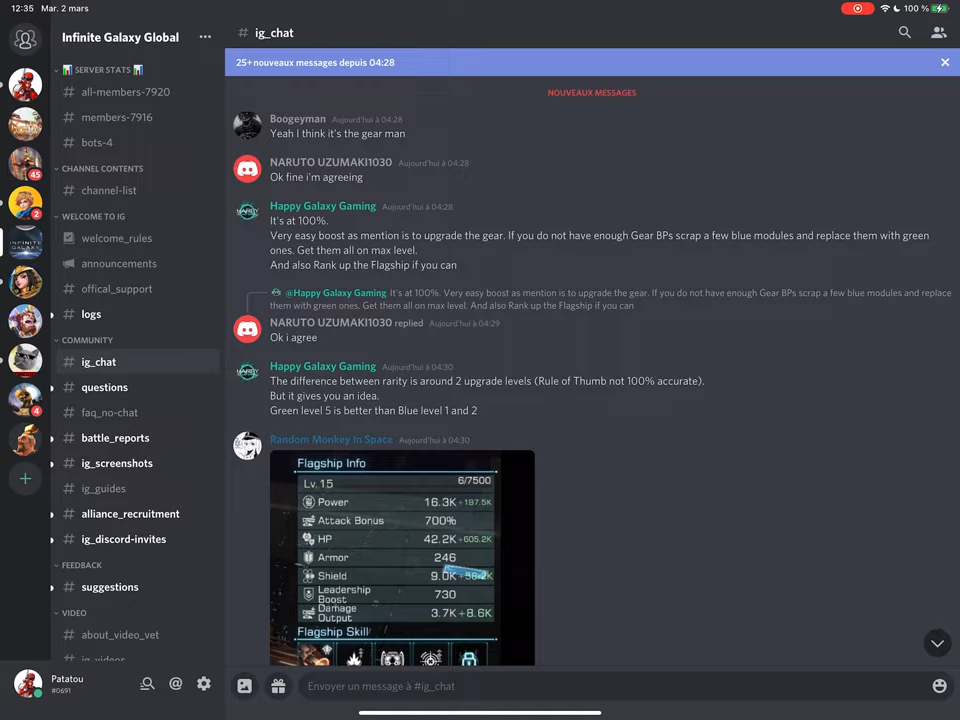 12:35 Mar. 2 mars
100 %
Infinite Galaxy Global
SERVER STATS
# all-members-7920
# members-7916
# bots-4
CHANNEL CONTENTS
# channel-list
WELCOME TO IG
welcome_rules
announcements
# offical_support
# logs
COMMUNITY
# ig_chat
# questions
# faq_no-chat
# battle_reports
# ig_screenshots
# ig_guides
# alliance_recruitment
# ig_discord-invites
FEEDBACK
# suggestions
VIDEO
# about_video_vet
# ig_videos
45
2
INFINITE GALAXY
4
Patatou
#0691
# ig_chat
25+nouveaux messages depuis 04:28
NOUVEAUX MESSAGES
Boogeyman Aujourd'hui à 04:28
Yeah I think it's the gear man
NARUTO UZUMAKI1030 Aujourd'hui à 04:28
Ok fine i'm agreeing
Happy Galaxy Gaming Aujourd'hui à 04:28
It's at 100%.
Very easy boost as mention is to upgrade the gear. If you do not have enough Gear BPs scrap a few blue modules and replace them with green
ones. Get them all on max level.
And also Rank up the Flagship if you can
@Happy Galaxy Gaming It's at 100%. Very easy boost as mention is to upgrade the gear. If you do not have enough Gear BPs scrap a few blue modules and replace
them with green ones. Get them all on max level. And also Rank up the Flagship if you can
NARUTO UZUMAKI1030 replied Aujourd'hui à 04:29
Ok i agree
Happy Galaxy Gaming Aujourd'hui à 04:30
The difference between rarity is around 2 upgrade levels (Rule of Thumb not 100% accurate).
But it gives you an idea.
Green level 5 is better than Blue level 1 and 2
Random Monkey In Space Aujourd'hui à 04:30
Flagship Info
Lv.15 6/7500
Power 16.3K+197.5K
Attack Bonus 700%
HP 42.2K+605.2K
Armor 246
Shield 9.0K
Leadership
Boost 730
Damage
Output 3.7K+8.6K
Flagship Skill
Envoyer un message à #ig_chat